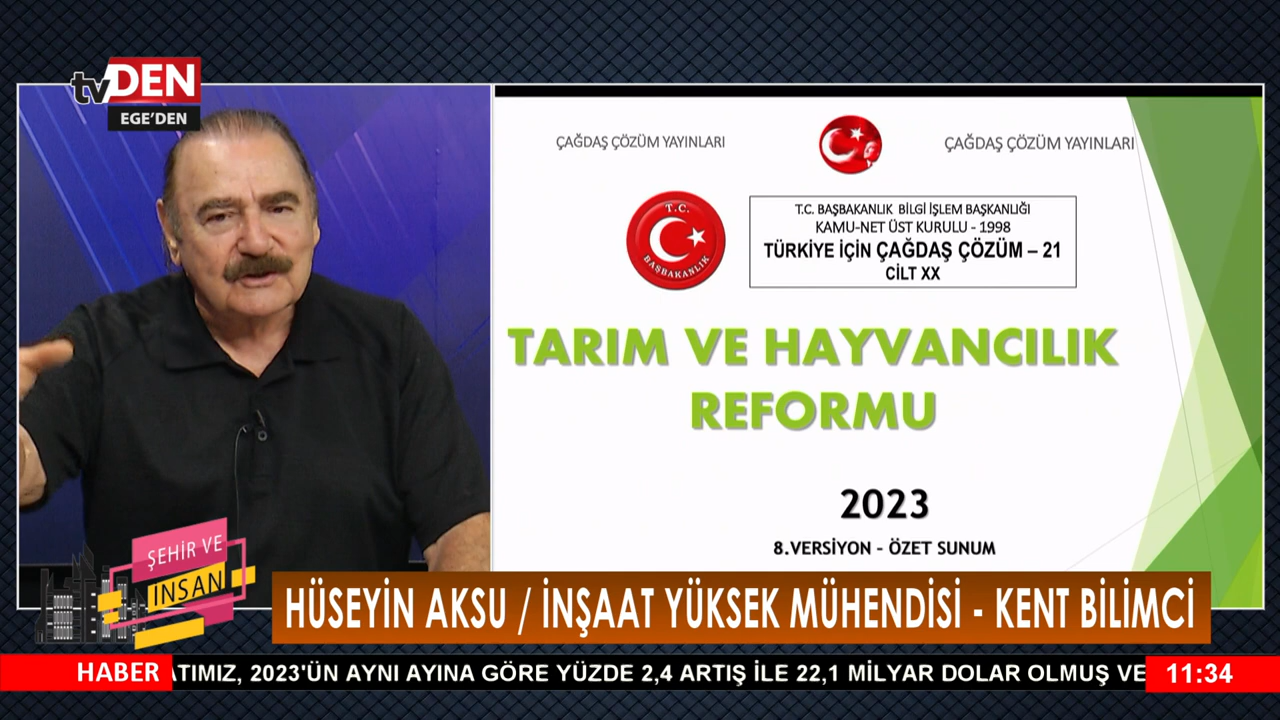 tvDEN
EGE'DEN
ÇAĞDAŞ ÇÖZÜM YAYINLARI
ÇAĞDAŞ ÇÖZÜM YAYINLARI
T.C.
BAŞBAKANLIK
T.C. BAŞBAKANLIK BİLGİ İŞLEM BAŞKANLIĞI
KAMU-NET ÜST KURULU - 1998
TÜRKİYE İÇİN ÇAĞDAŞ ÇÖZÜM – 21
CİLT XX
TARIM VE HAYVANCILIK
REFORMU
2023
8.VERSİYON - ÖZET SUNUM
ŞEHİR VE
INSAN
HÜSEYİN AKSU / İNŞAAT YÜKSEK MÜHENDİSİ - KENT BİLİMCİ
HABER ATIMIZ, 2023'ÜN AYNI AYINA GÖRE YÜZDE 2,4 ARTIŞ İLE 22,1 MİLYAR DOLAR OLMUŞ VE 11:34